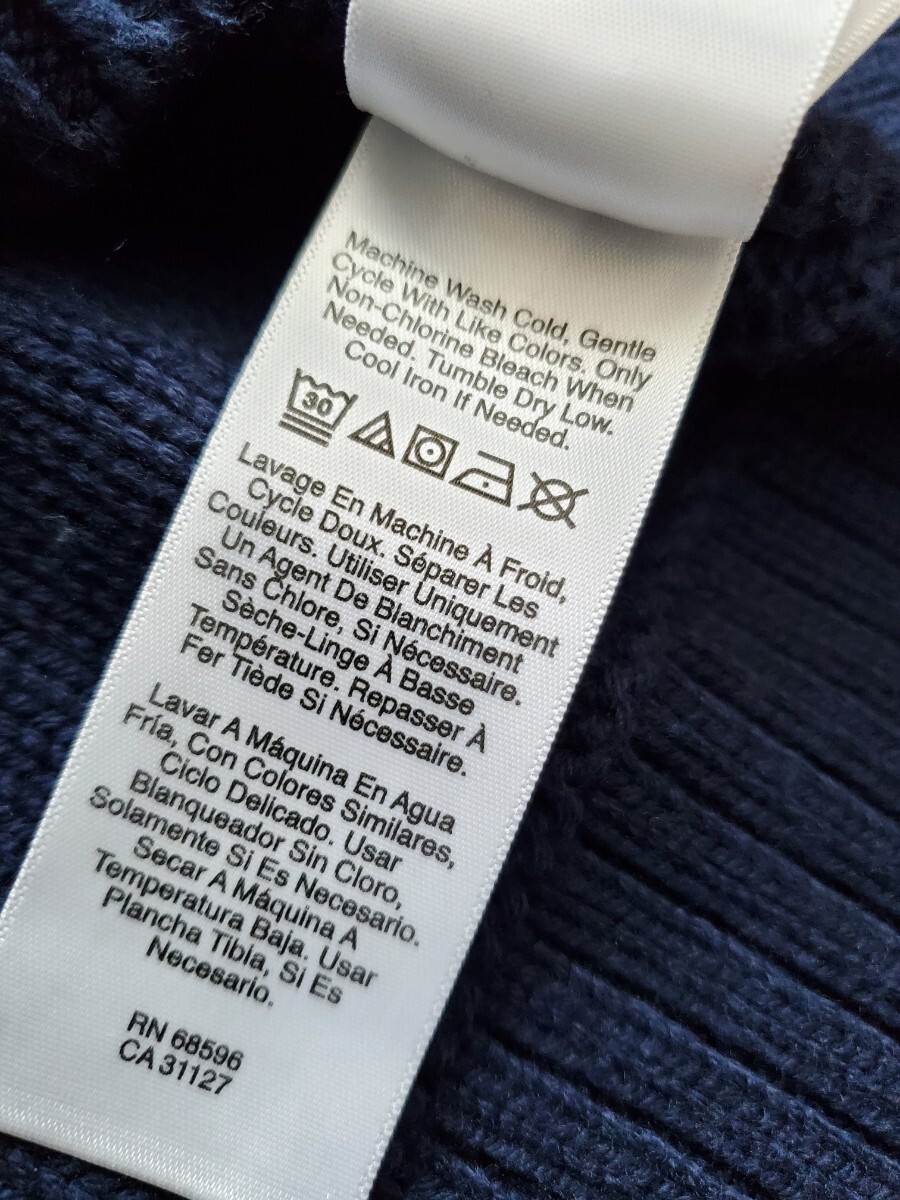 Machine Wash Cold, Gentle
Cycle With Like Colors. Only
Non-Chlorine Bleach When
Needed. Tumble Dry Low.
Cool Iron If Needed.
30
Lavage En Machine À Froid,
Cycle Doux. Séparer Les
Couleurs. Utiliser Uniquement
Un Agent De Blanchiment
Sans Chlore, Si Nécessaire.
Sèche-Linge À Basse
Température. Repasser À
Fer Tiède Si Nécessaire.
Lavar A Máquina En Agua
Fría, Con Colores Similares,
Ciclo Delicado. Usar
Blanqueador Sin Cloro,
Solamente Si Es Necesario.
Secar A Máquina A
Temperatura Baja. Usar
Plancha Tibia, Si Es
Necesario.
RN 68596
CA 31127